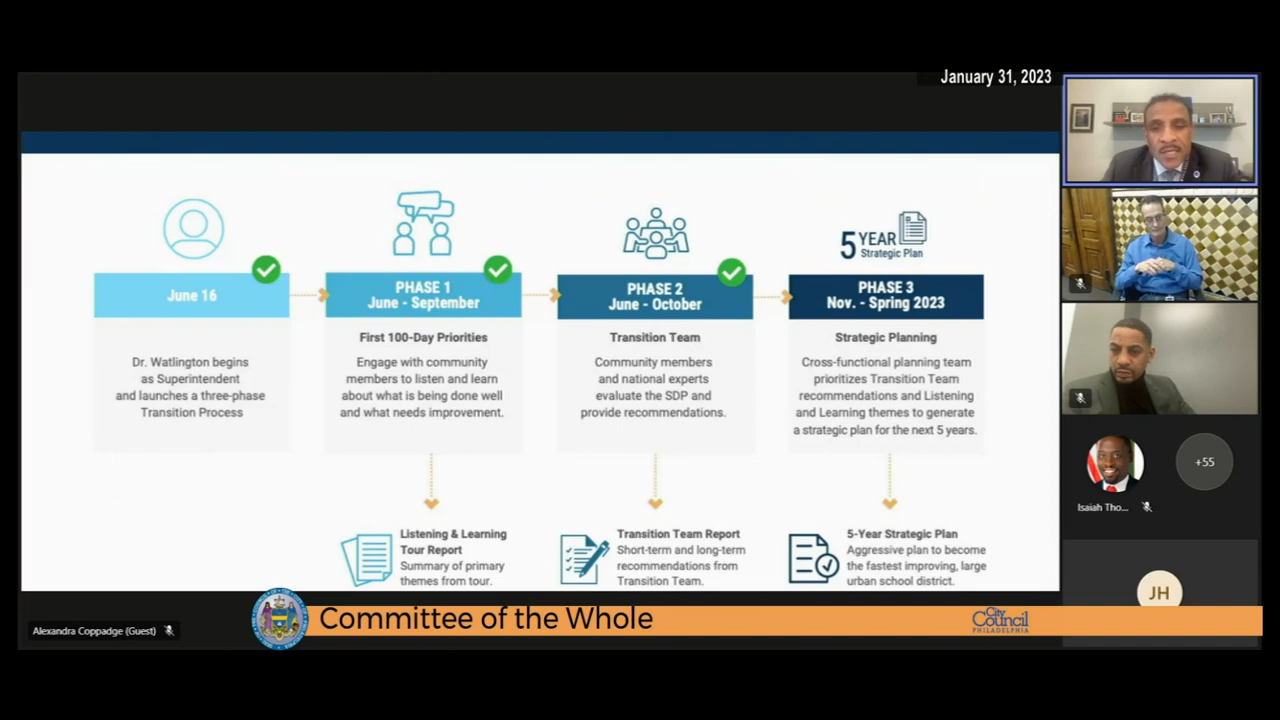 January 31, 2023
5 YEAR
Strategic Plan
June 16
PHASE 1
June - September
PHASE 2
June - October
PHASE 3
Nov. - Spring 2023
Dr. Watlington begins
as Superintendent
and launches a three-phase
Transition Process
First 100-Day Priorities
Engage with community
members to listen and learn
about what is being done well
and what needs improvement.
Transition Team
Community members
and national experts
evaluate the SDP and
provide recommendations.
Strategic Planning
Cross-functional planning team
prioritizes Transition Team
recommendations and Listening
and Learning themes to generate
a strategic plan for the next 5 years.
Listening & Learning
Tour Report
Summary of primary
themes from tour.
Transition Team Report
Short-term and long-term
recommendations from
Transition Team.
5-Year Strategic Plan
Aggressive plan to become
the fastest improving, large
urban school district.
+55
Isaiah Tho...
JH
Alexandra Coppadge (Guest)
Committee of the Whole
City
Council
PHILADELPHIA